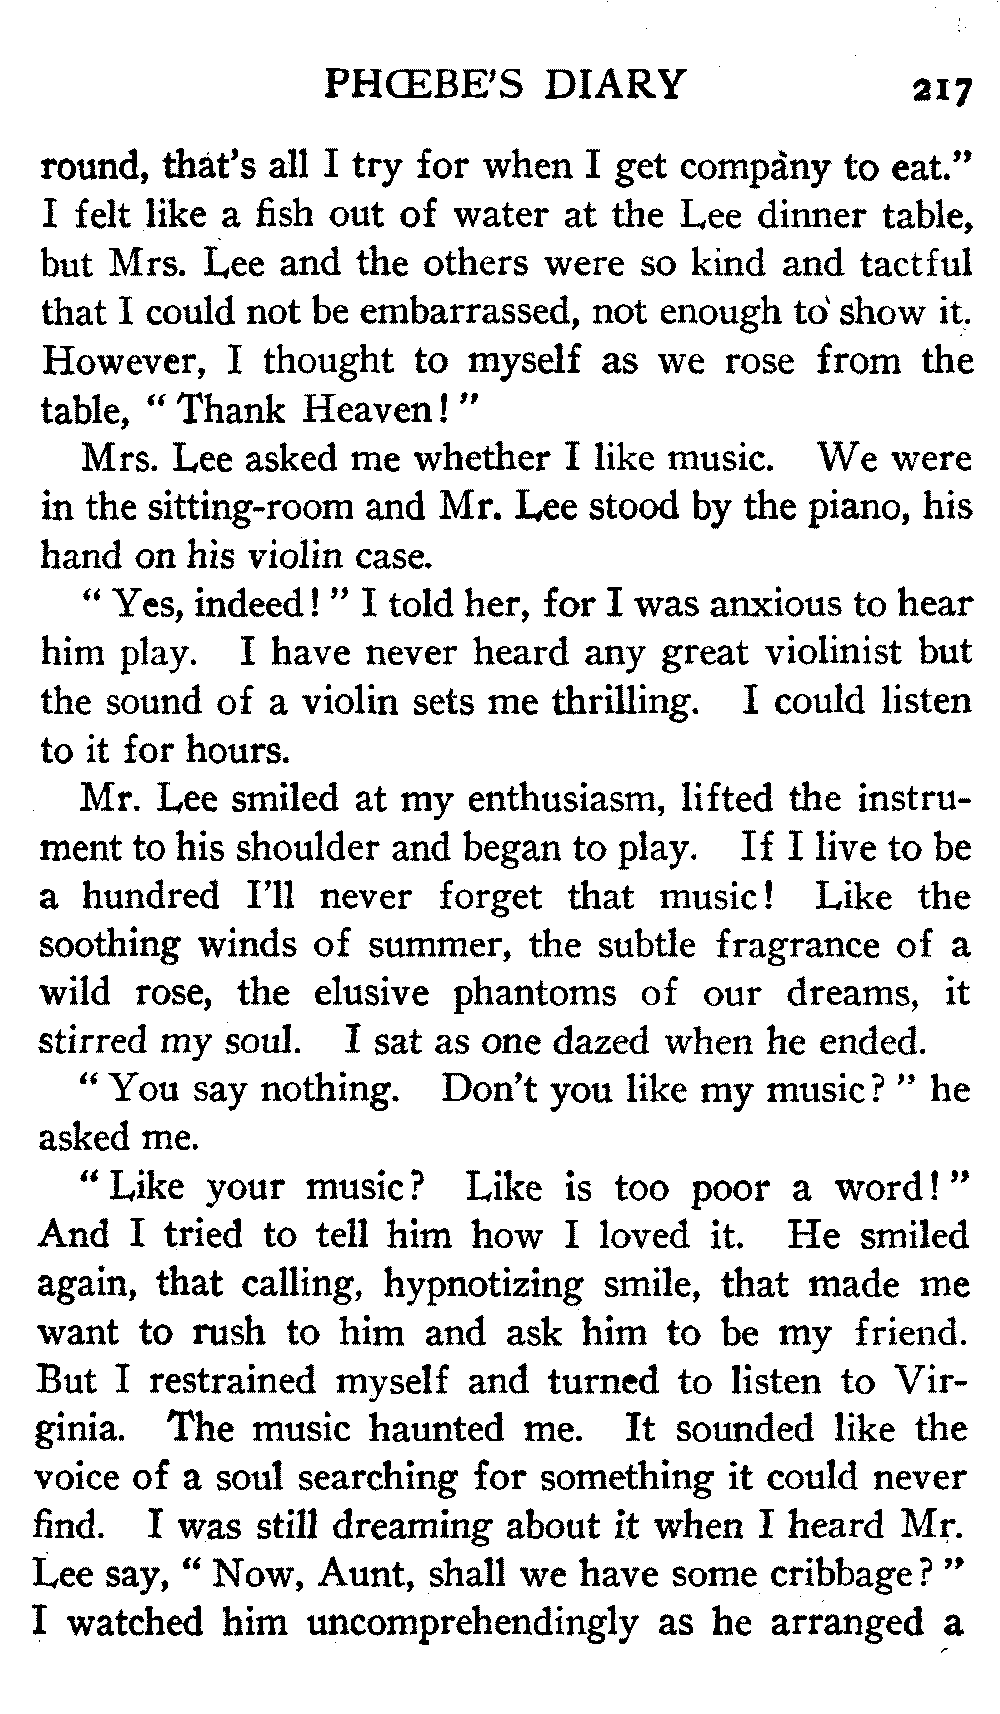 PHŒBE'S DIARY 217
round, that's all I try for when I get company to eat."
I felt like a fish out of water at the Lee dinner table,
but Mrs. Lee and the others were so kind and tactful
that I could not be embarrassed, not enough to show it.
However, I thought to myself as we rose from the
table, " Thank Heaven! "
Mrs. Lee asked me whether I like music. We were
in the sitting-room and Mr. Lee stood by the piano, his
hand on his violin case.
" Yes, indeed! " I told her, for I was anxious to hear
him play. I have never heard any great violinist but
the sound of a violin sets me thrilling. I could listen
to it for hours.
Mr. Lee smiled at my enthusiasm, lifted the instru-
ment to his shoulder and began to play. If I live to be
a hundred I'll never forget that music! Like the
soothing winds of summer, the subtle fragrance of a
wild rose, the elusive phantoms of our dreams, it
stirred my soul. I sat as one dazed when he ended.
" You say nothing. Don't you like my music? " he
asked me.
" Like your music? Like is too poor a word! "
And I tried to tell him how I loved it. He smiled
again, that calling, hypnotizing smile, that made me
want to rush to him and ask him to be my friend.
But I restrained myself and turned to listen to Vir-
ginia. The music haunted me. It sounded like the
voice of a soul searching for something it could never
find. I was still dreaming about it when I heard Mr.
Lee say, " Now, Aunt, shall we have some cribbage? "
I watched him uncomprehendingly as he arranged a